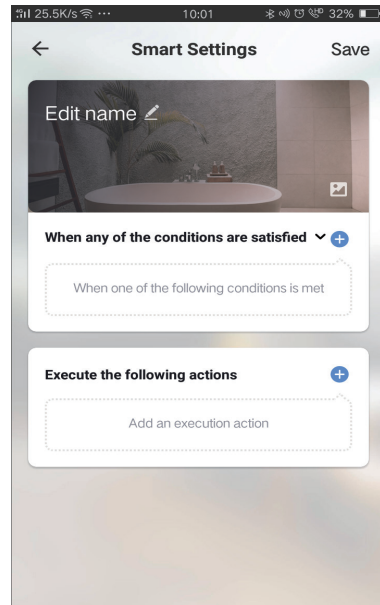 25.5K/s ... 10:01 32%
Smart Settings Save
Edit name
When any of the conditions are satisfied
When one of the following conditions is met
Execute the following actions
Add an execution action